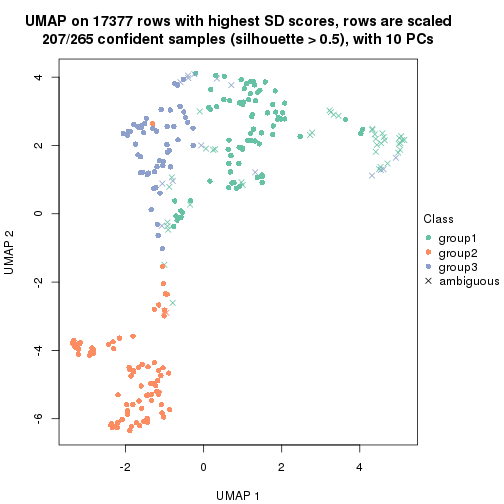 UMAP on 17377 rows with highest SD scores, rows are scaled
207/265 confident samples (silhouette > 0.5), with 10 PCs
4
2
0
-2
-4
-6
UMAP 2
-2
0
2
4
UMAP 1
Class
group1
group2
group3
ambiguous